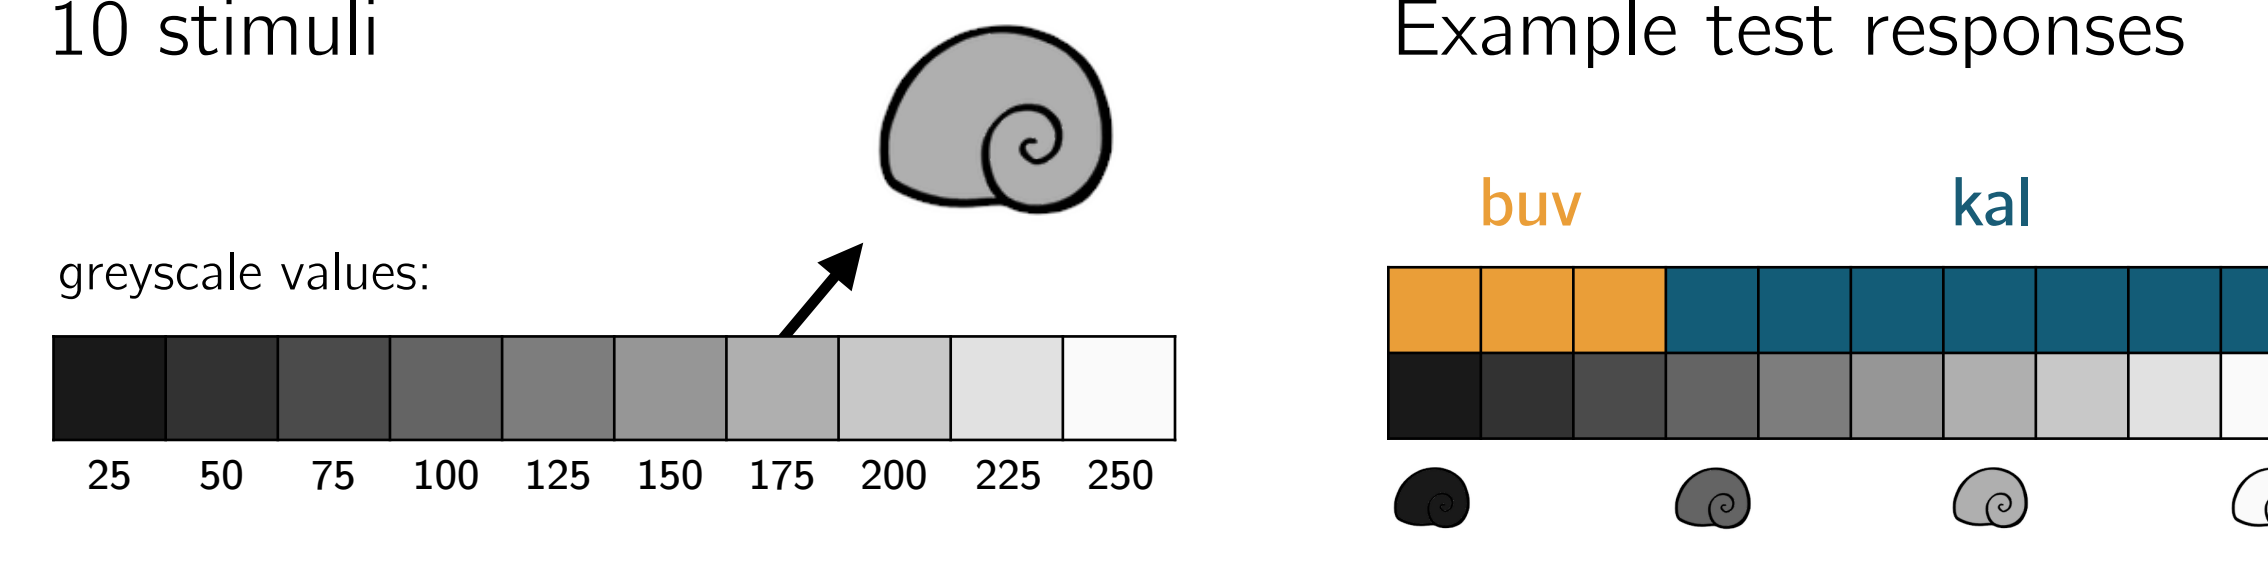 10 stimuli
greyscale values:
25 50 75 100 125 150 175 200 225 250
Example test responses
buv kal